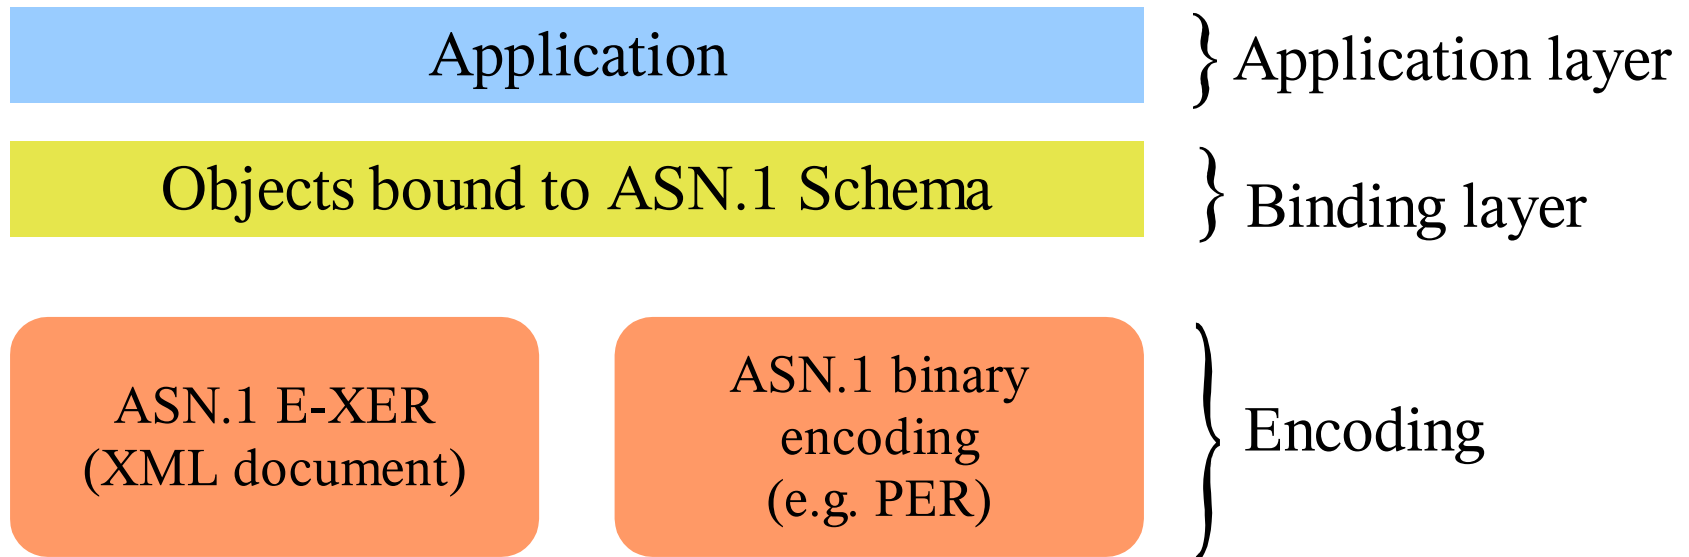 Application
Application layer
Objects bound to ASN.1 Schema
Binding layer
ASN.1 E-XER
(XML document)
ASN.1 binary
encoding
(e.g. PER)
Encoding